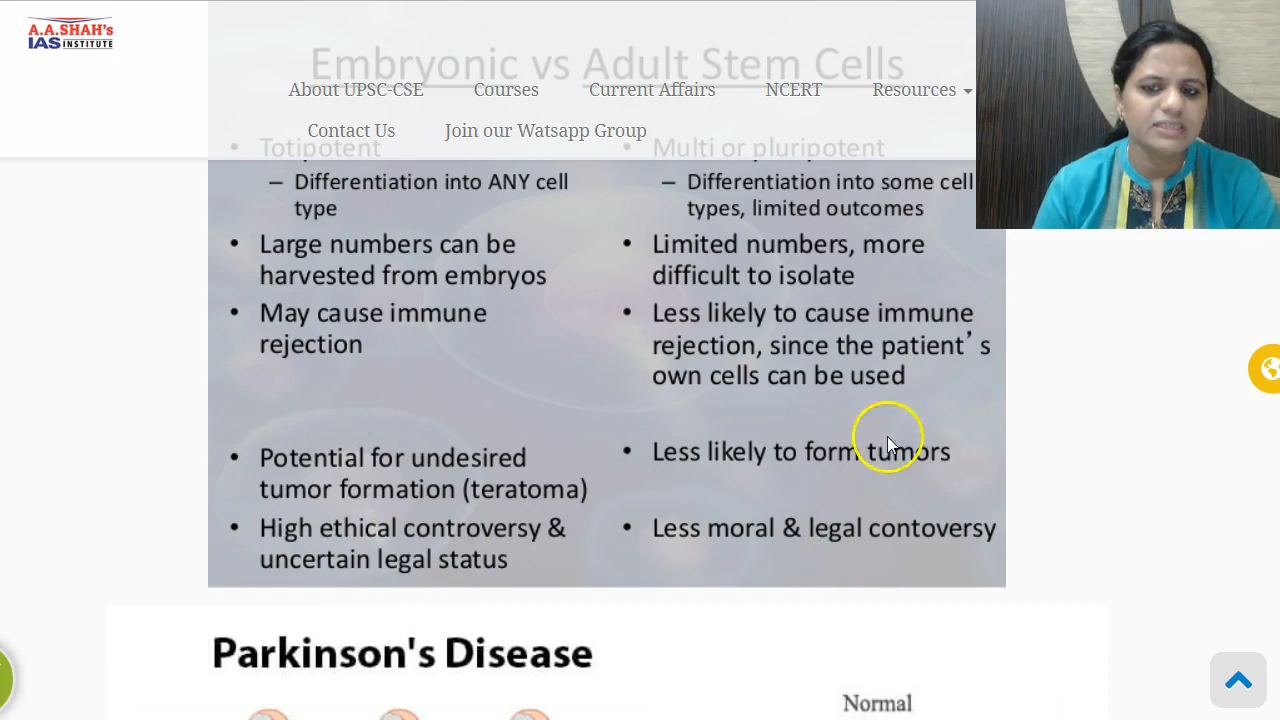 A.A.SHAH's
IAS INSTITUTE
Embryonic vs Adult Stem Cells
About UPSC-CSE Courses Current Affairs NCERT Resources
Contact Us Join our Watsapp Group
• Totipotent
– Differentiation into ANY cell
type
• Large numbers can be
harvested from embryos
• May cause immune
rejection
• Potential for undesired
tumor formation (teratoma)
• High ethical controversy &
uncertain legal status
• Multi or pluripotent
– Differentiation into some cell
types, limited outcomes
• Limited numbers, more
difficult to isolate
• Less likely to cause immune
rejection, since the patient’s
own cells can be used
• Less likely to form tumors
• Less moral & legal contoversy
Parkinson's Disease
Normal